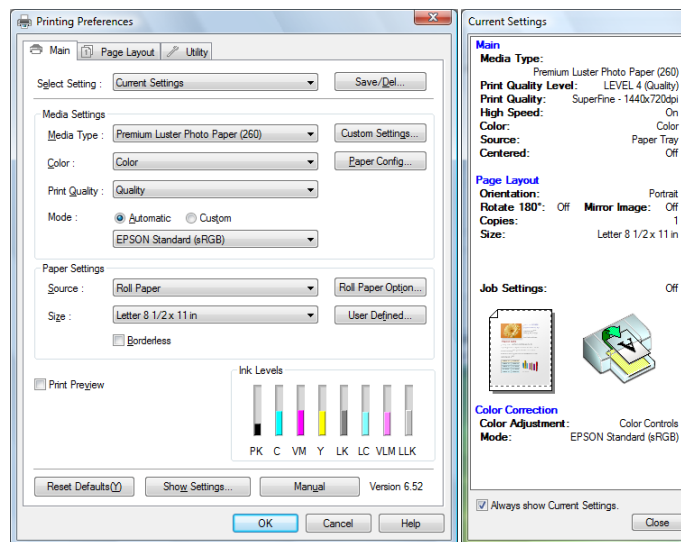 Printing Preferences
Main
Page Layout
Utility
Select Setting :
Current Settings
Save/Del...
Media Settings
Media Type :
Premium Luster Photo Paper (260)
Custom Settings...
Color :
Color
Paper Config...
Print Quality :
Quality
Mode :
Automatic
Custom
EPSON Standard (sRGB)
Paper Settings
Source :
Roll Paper
Roll Paper Option...
Size :
Letter 8 1/2 x 11 in
User Defined...
Borderless
Print Preview
Ink Levels
PK C VM Y LK LC VLM LLK
Reset Defaults(Y)
Show Settings...
Manual
Version 6.52
OK
Cancel
Help
Current Settings
Main
Media Type:
Premium Luster Photo Paper (260)
Print Quality Level: LEVEL 4 (Quality)
Print Quality: SuperFine - 1440x720dpi
High Speed: On
Color: Color
Source: Paper Tray
Centered: Off
Page Layout
Orientation: Portrait
Rotate 180°: Off Mirror Image: Off
Copies: 1
Size: Letter 8 1/2 x 11 in
Job Settings: Off
A
Color Correction
Color Adjustment: Color Controls
Mode: EPSON Standard (sRGB)
Always show Current Settings.
Close